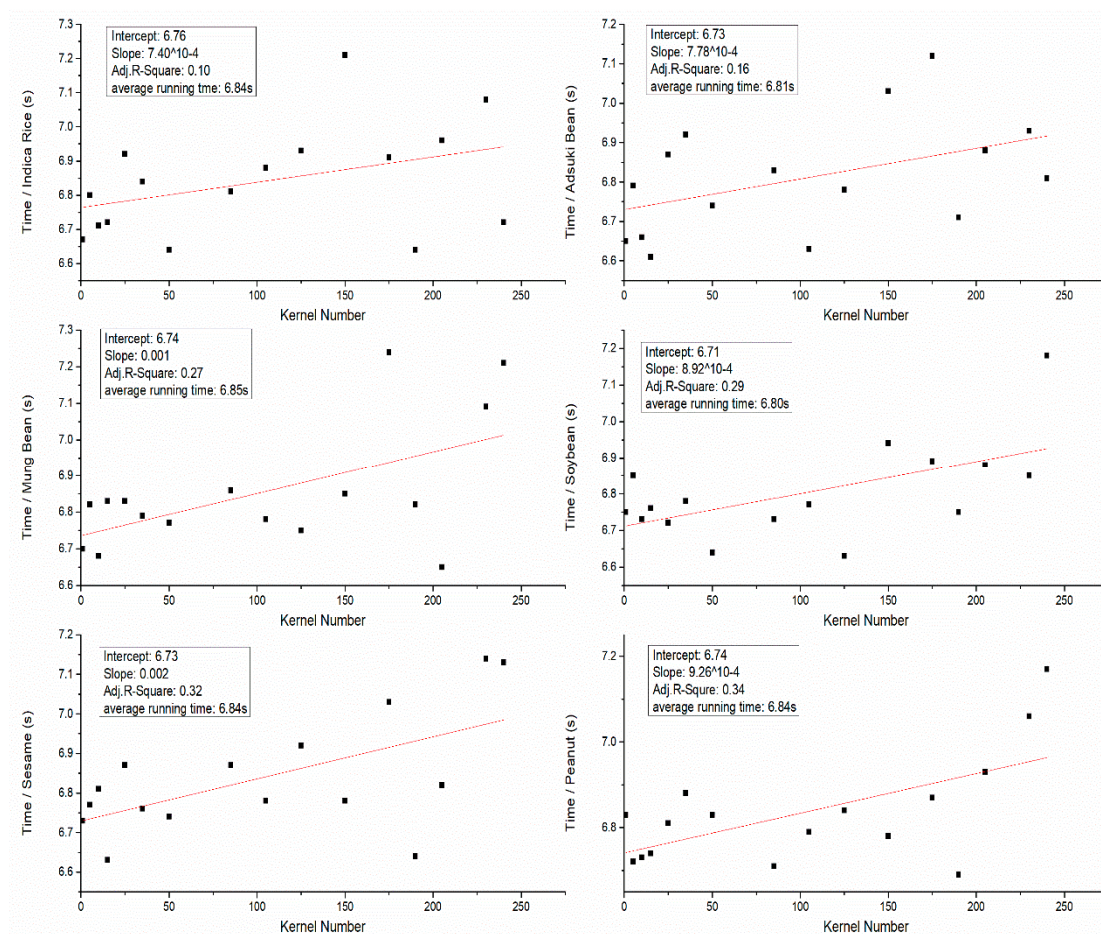 Intercept: 6.76
Slope: 7.40^10-4
Adj.R-Square: 0.10
average running tme: 6.84s
7.3
7.2
7.1
7.0
6.9
6.8
6.7
6.6
Time / Indica Rice (s)
0 50 100 150 200 250
Kernel Number
Intercept: 6.73
Slope: 7.78^10-4
Adj.R-Square: 0.16
average running time: 6.81s
7.2
7.1
7.0
6.9
6.8
6.7
6.6
Time / Adsuki Bean (s)
0 50 100 150 200 250
Kernel Number
Intercept: 6.74
Slope: 0.001
Adj.R-Square: 0.27
average running time: 6.85s
7.3
7.2
7.1
7.0
6.9
6.8
6.7
6.6
Time / Mung Bean (s)
0 50 100 150 200 250
Kernel Number
Intercept: 6.71
Slope: 8.92^10-4
Adj.R-Square: 0.29
average running time: 6.80s
7.2
7.1
7.0
6.9
6.8
6.7
6.6
Time / Soybean (s)
0 50 100 150 200 250
Kernel Number
Intercept: 6.73
Slope: 0.002
Adj.R-Square: 0.32
average running time: 6.84s
7.2
7.1
7.0
6.9
6.8
6.7
6.6
Time / Sesame (s)
0 50 100 150 200 250
Kernel Number
Intercept: 6.74
Slope: 9.26^10-4
Adj.R-Squre: 0.34
average running time: 6.84s
7.2
7.0
6.8
Time / Peanut (s)
0 50 100 150 200 250
Kernel Number